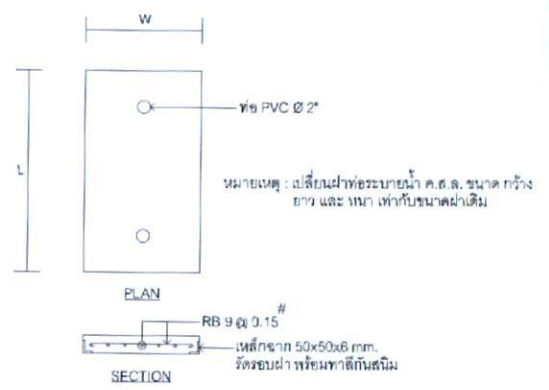 W
ท่อ PVC Ø 2"
L
หมายเหตุ : เปลี่ยนฝาท่อระบายน้ำ ค.ส.ล. ขนาด กว้าง
ยาว และ หนา เท่ากับขนาดฝาเดิม
PLAN
RB 9 @ 0.15 #
เหล็กฉาก 50x50x6 mm.
รัดรอบฝา พร้อมทาสีกันสนิม
SECTION